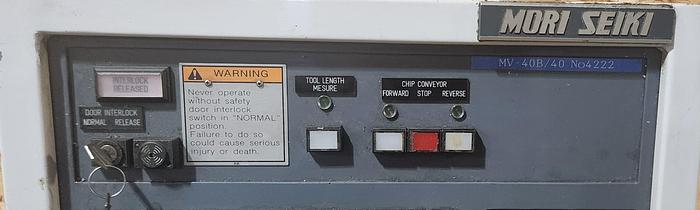 MORI SEIKI
MV-40B/40 No4222
INTERLOCK
RELEASED
WARNING
Never operate
without safety
door interlock
switch in "NORMAL"
position.
Failure to do so
could cause serious
injury or death.
DOOR INTERLOCK
NORMAL RELEASE
TOOL LENGTH
MESURE
CHIP CONVEYOR
FORWARD STOP REVERSE